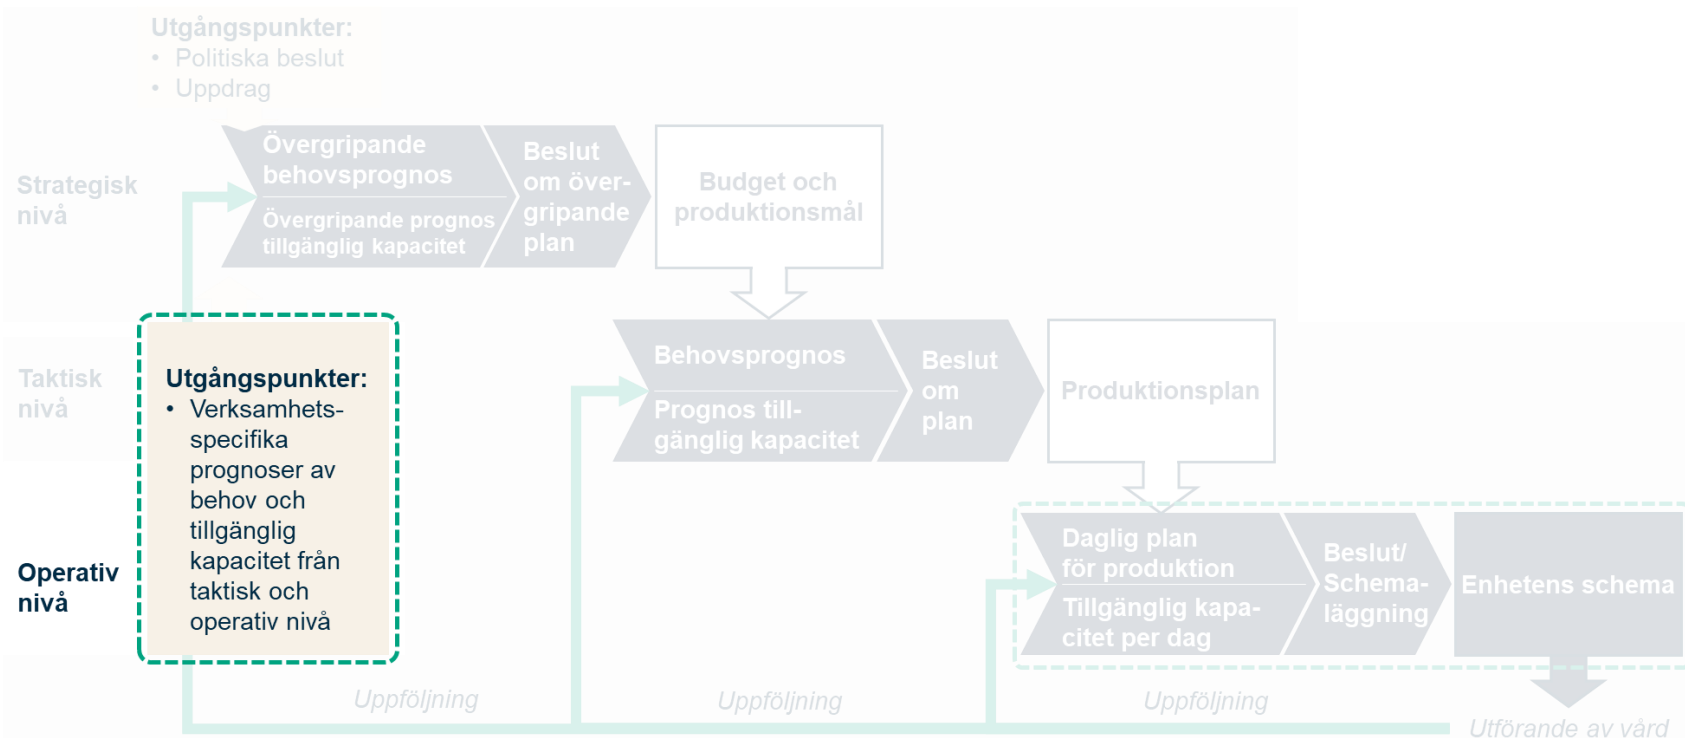 Utgångspunkter:
• Politiska beslut
• Uppdrag
Strategisk
nivå
Övergripande
behovsprognos
Övergripande prognos
tillgänglig kapacitet
Beslut
om över-
gripande
plan
Budget och
produktionsmål
Taktisk
nivå
Behovsprognos
Prognos till-
gänglig kapacitet
Beslut
om
plan
Produktionsplan
Utgångspunkter:
• Verksamhets-
specifika
prognoser av
behov och
tillgänglig
kapacitet från
taktisk och
operativ nivå
Operativ
nivå
Daglig plan
för produktion
Tillgänglig kapa-
citet per dag
Beslut/
Schema-
läggning
Enhetens schema
Uppföljning
Uppföljning
Uppföljning
Utförande av vård